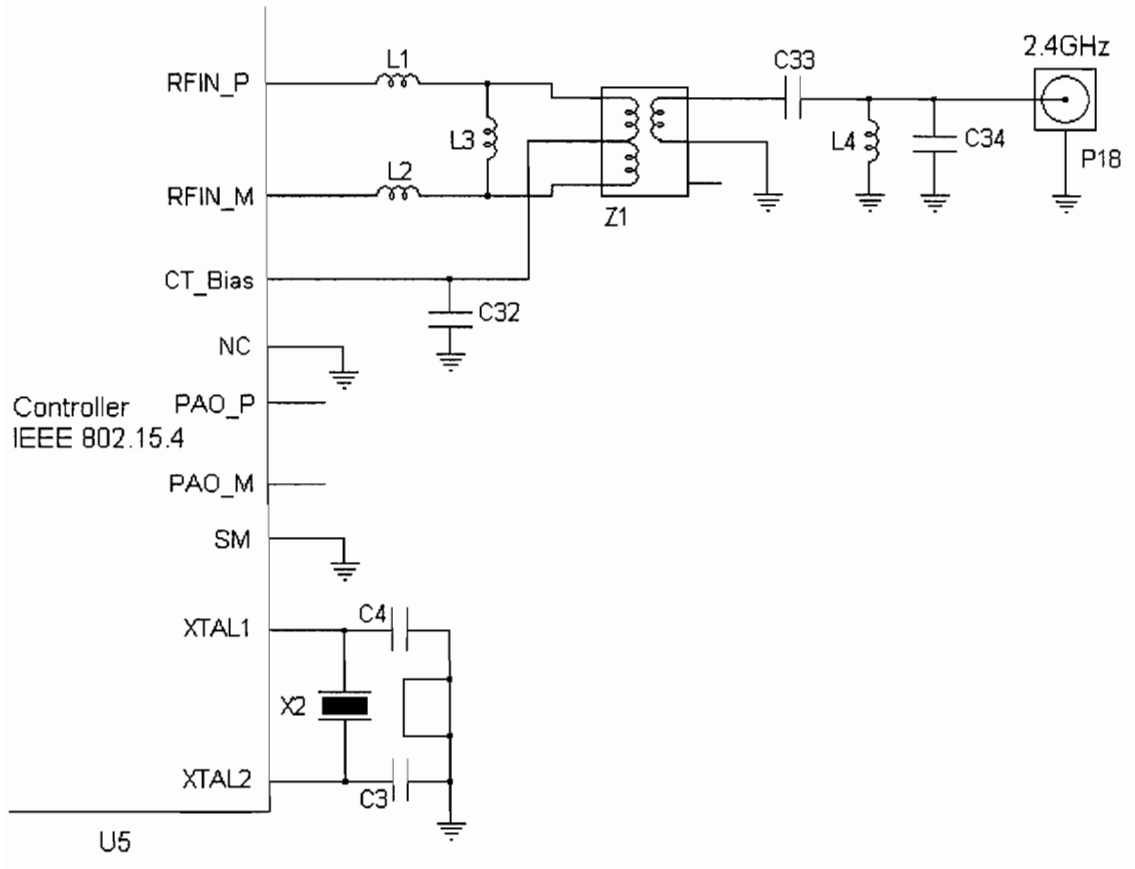 2.4GHz
L1
C33
RFIN_P
L3
L4
C34
P18
L2
RFIN_M
Z1
CT_Bias
C32
NC
Controller
IEEE 802.15.4
PAO_P
PAO_M
SM
C4
XTAL1
X2
XTAL2
C3
U5